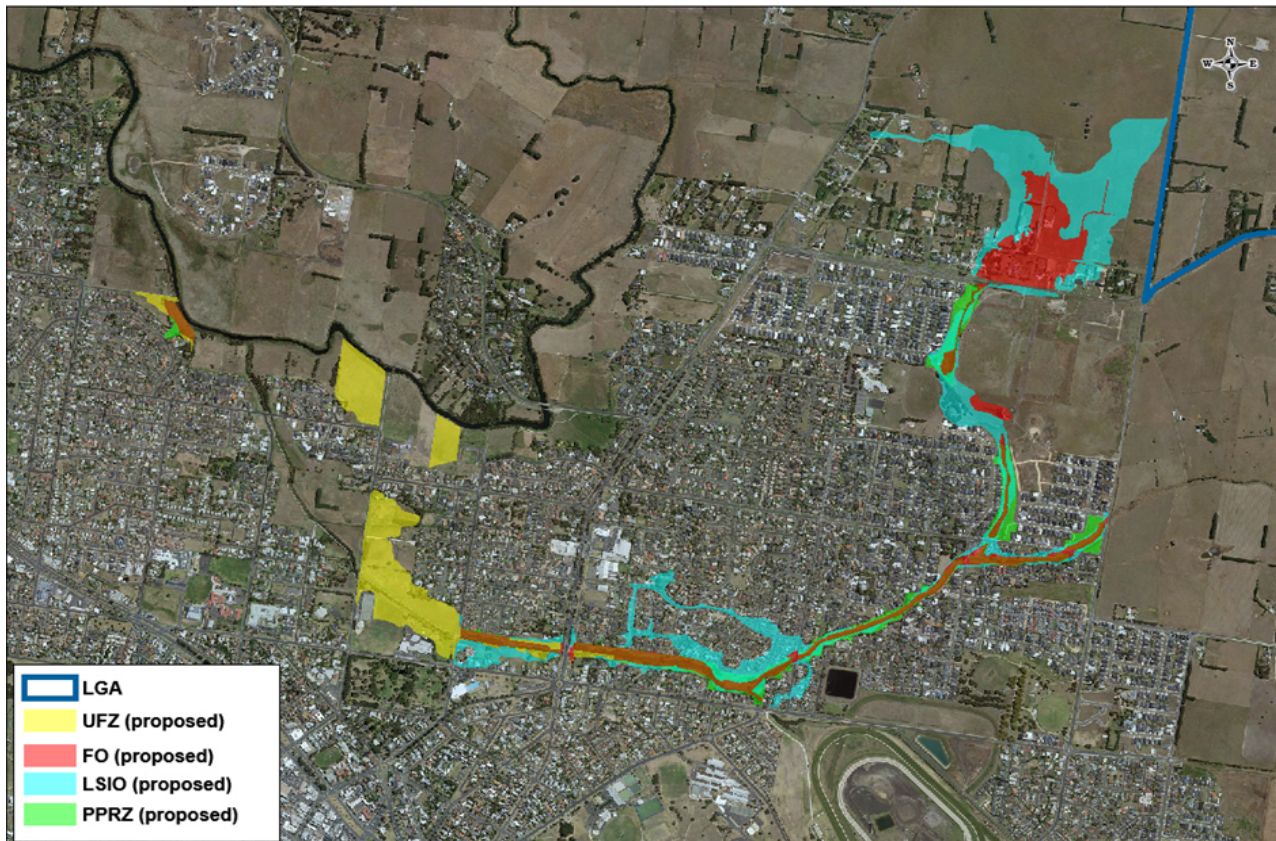 N
W E
S
LGA
UFZ (proposed)
FO (proposed)
LSIO (proposed)
PPRZ (proposed)